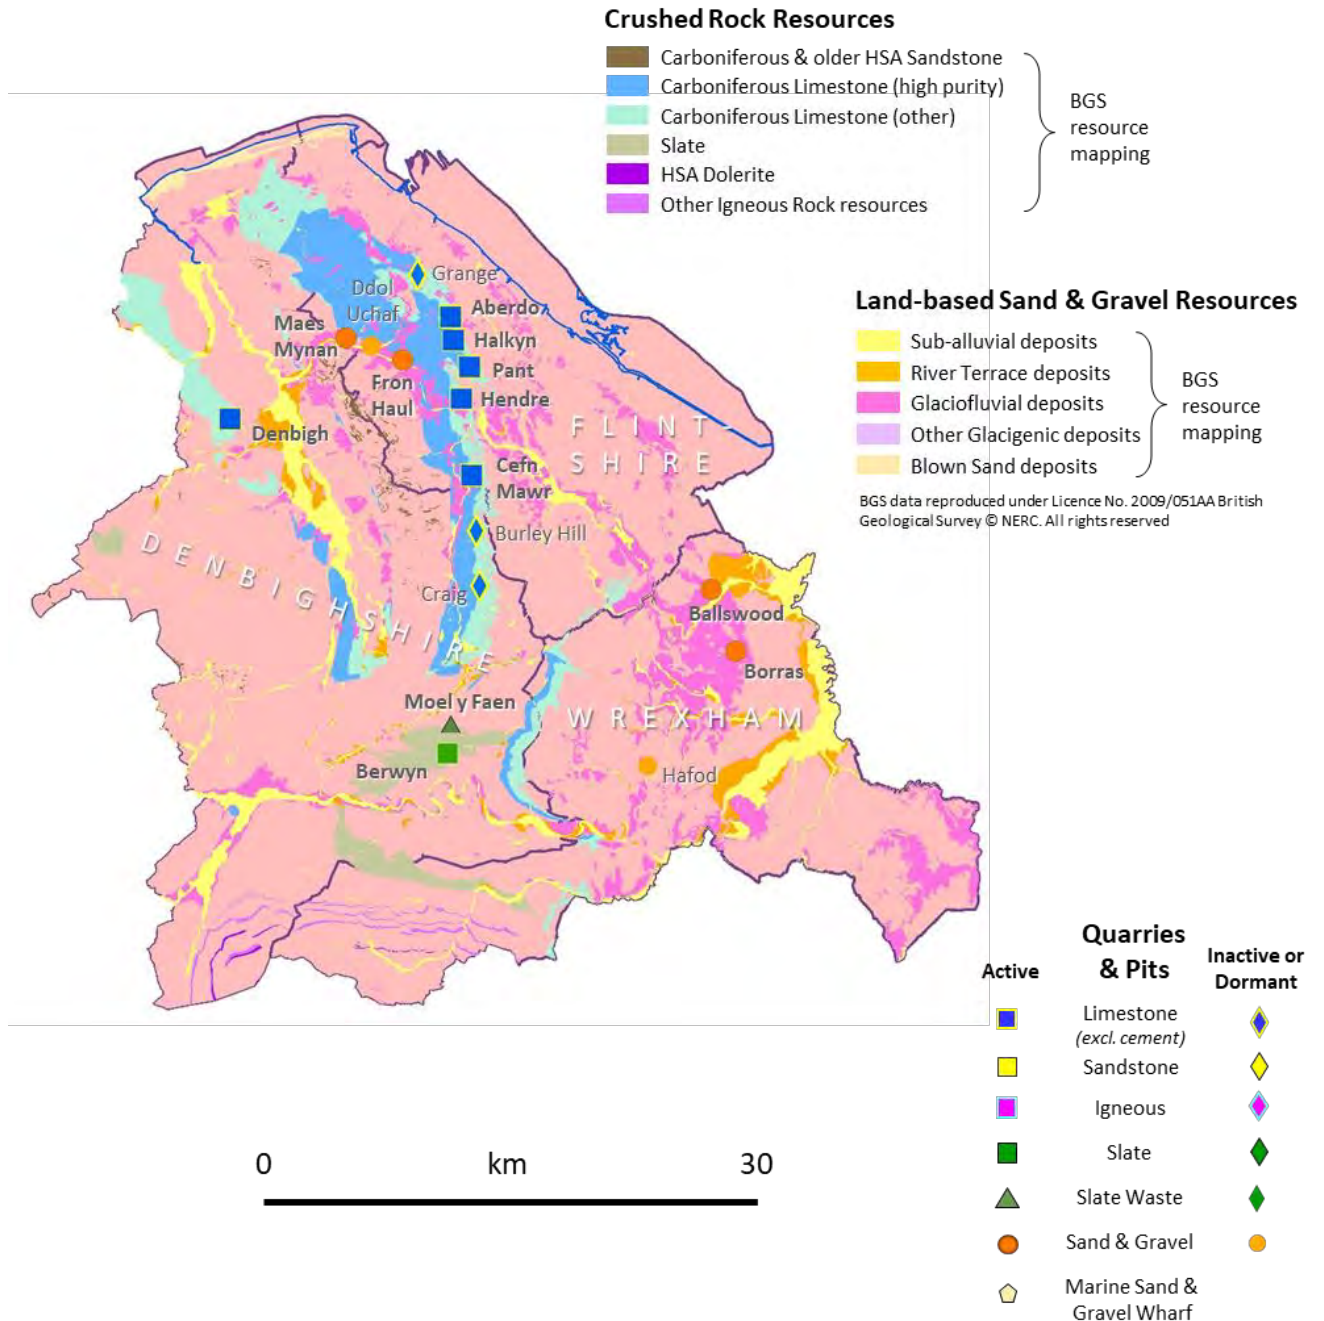 Crushed Rock Resources
Carboniferous & older HSA Sandstone
Carboniferous Limestone (high purity)
Carboniferous Limestone (other)
Slate
HSA Dolerite
Other Igneous Rock resources
BGS
resource
mapping
Land-based Sand & Gravel Resources
Sub-alluvial deposits
River Terrace deposits
Glaciofluvial deposits
Other Glacigenic deposits
Blown Sand deposits
BGS
resource
mapping
BGS data reproduced under Licence No. 2009/051AA British
Geological Survey © NERC. All rights reserved
Grange
Ddol
Uchaf
Aberdo
Maes
Mynan
Halkyn
Pant
Fron
Haul
Hendre
Denbigh
FLINT
SHIRE
Cefn
Mawr
Burley Hill
DENBIGHSHIRE
Craig
Ballswood
Borras
Moel y Faen
WREXHAM
Berwyn
Hafod
Active
Quarries
& Pits
Inactive or
Dormant
Limestone
(excl. cement)
Sandstone
Igneous
Slate
Slate Waste
Sand & Gravel
Marine Sand &
Gravel Wharf
0 km 30